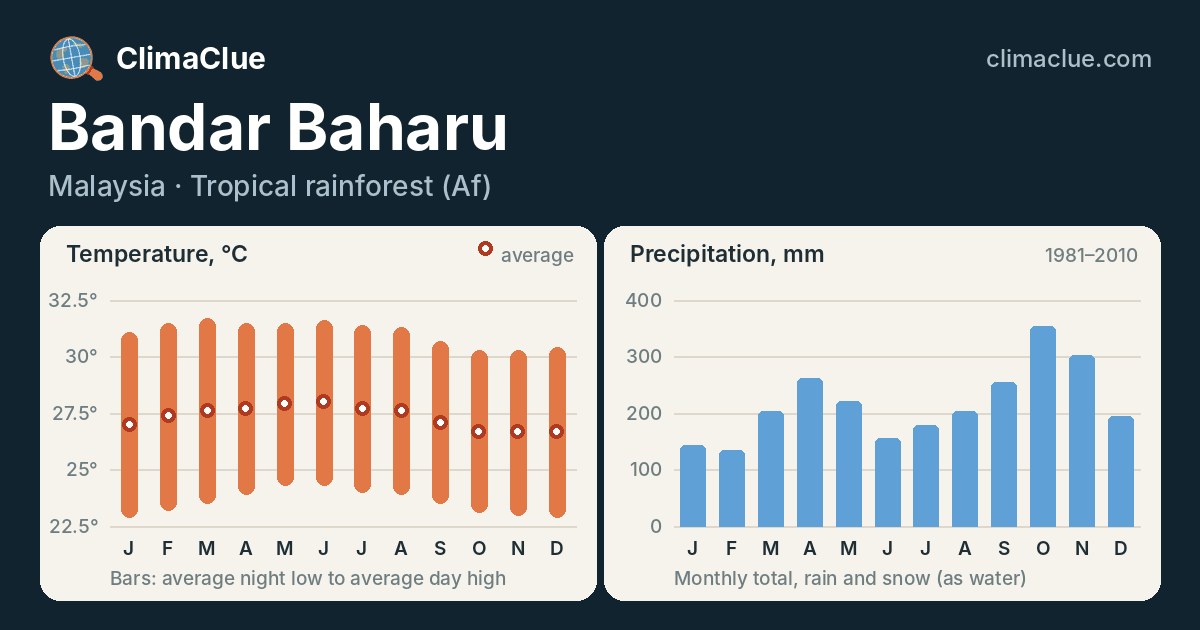 ClimaClue
climaclue.com
Bandar Baharu
Malaysia · Tropical rainforest (Af)
Temperature, °C
average
32.5°
30°
27.5°
25°
22.5°
J F M A M J J A S O N D
Bars: average night low to average day high
Precipitation, mm
1981–2010
400
300
200
100
0
J F M A M J J A S O N D
Monthly total, rain and snow (as water)